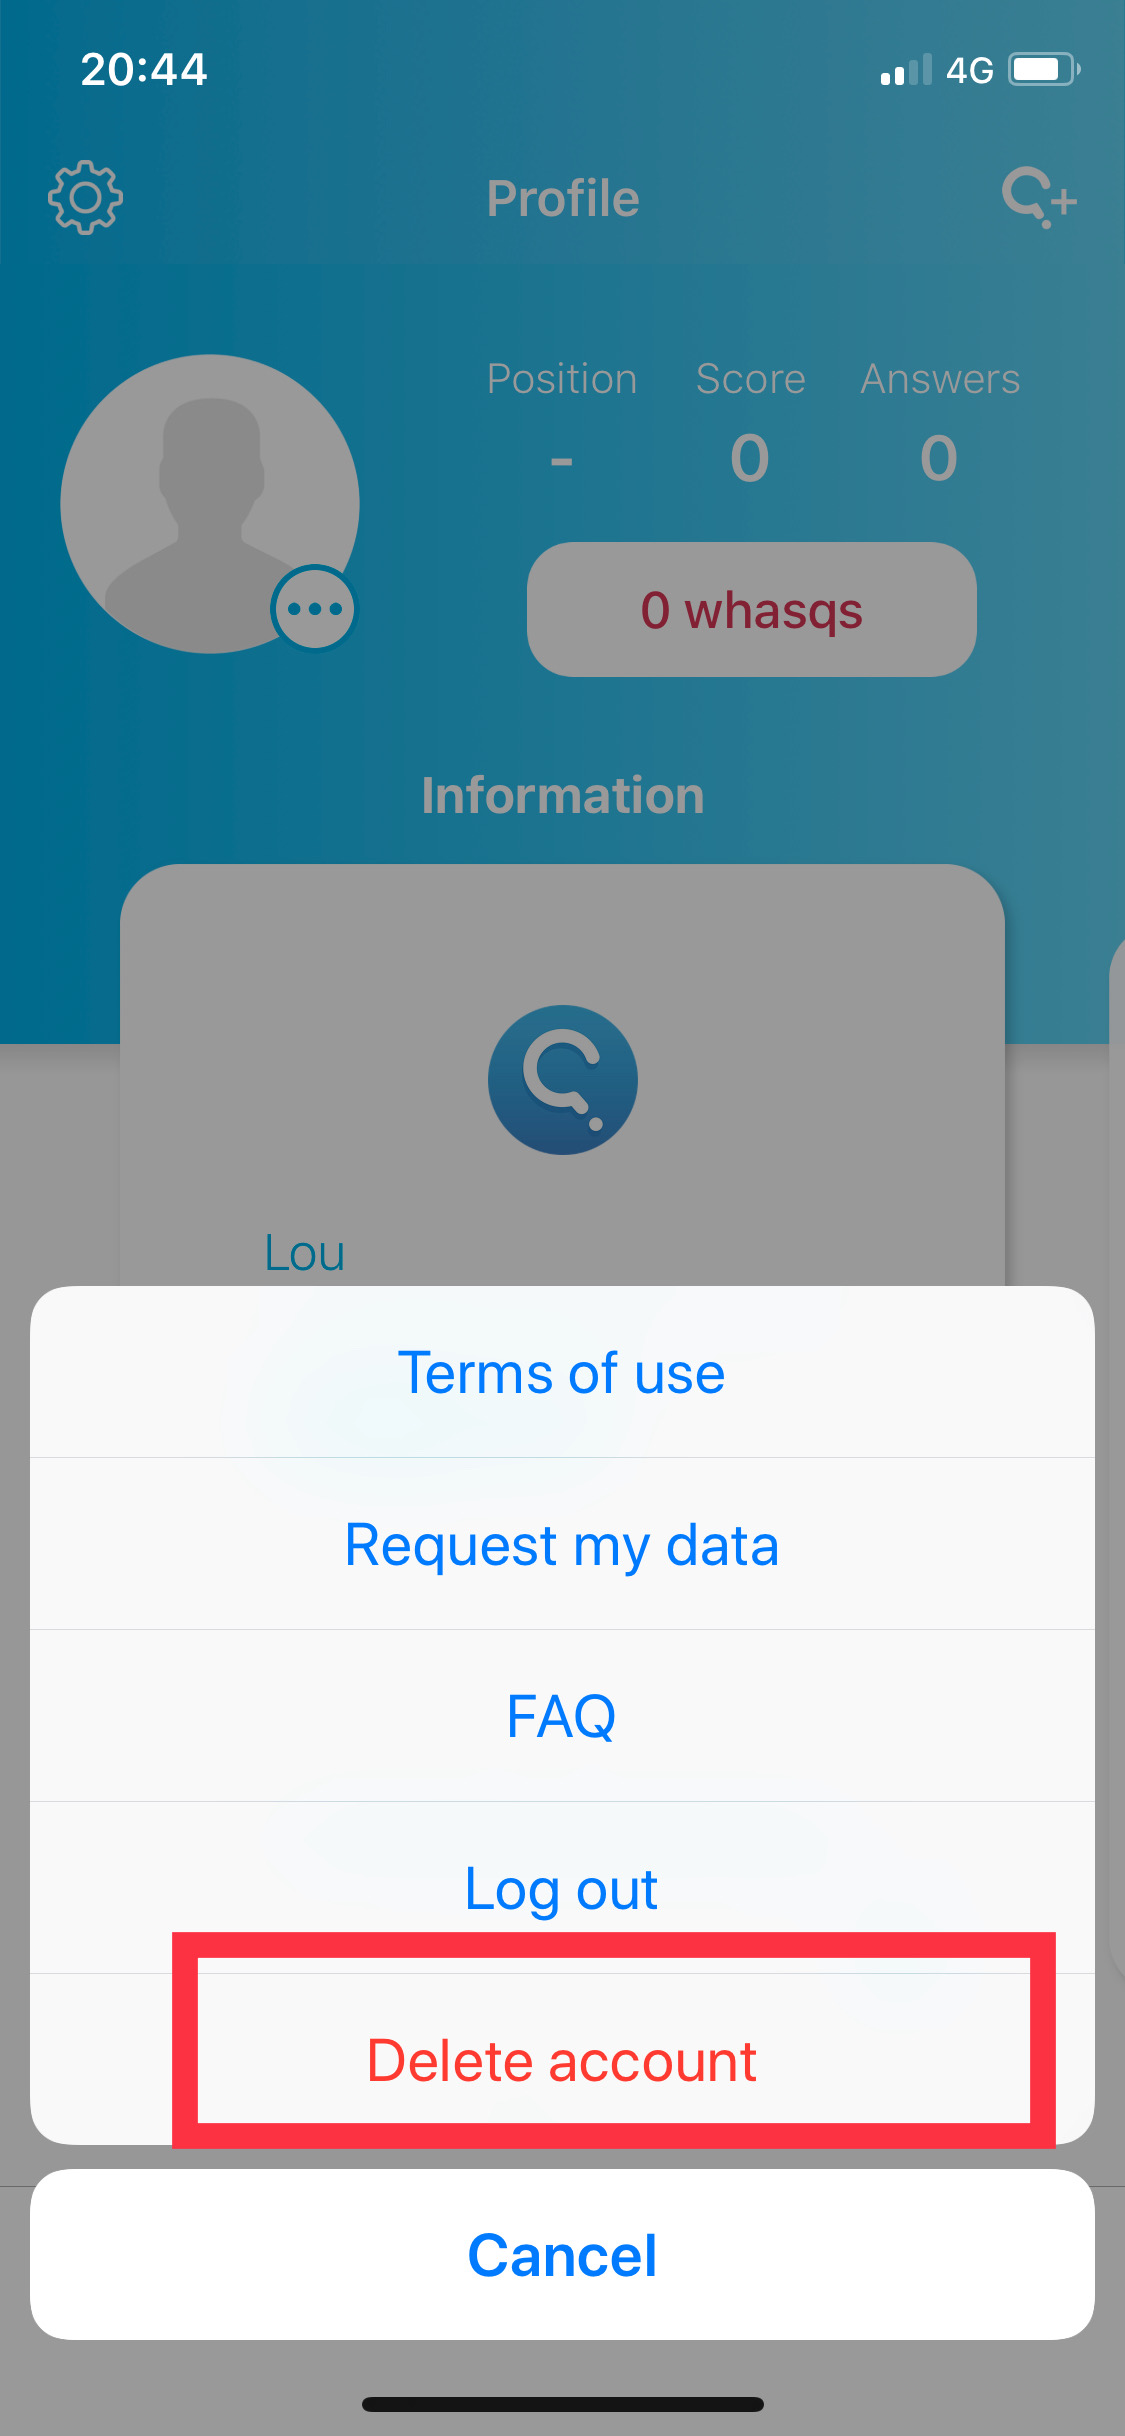 20:44
4G
Profile
Position Score Answers
- 0 0
0 whasqs
Information
Lou
Terms of use
Request my data
FAQ
Log out
Delete account
Cancel